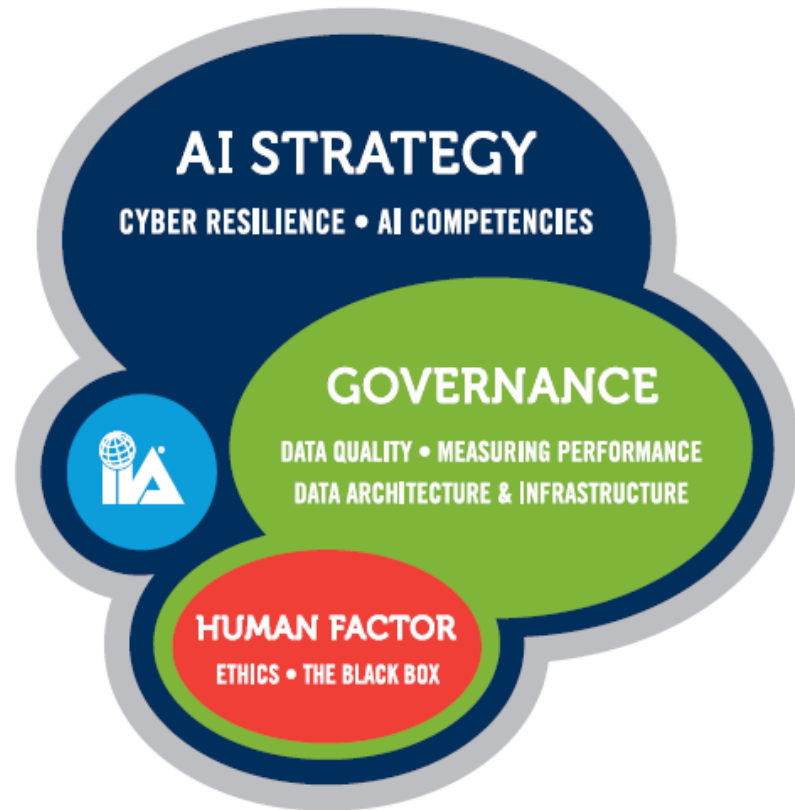 AI STRATEGY
CYBER RESILIENCE • AI COMPETENCIES
GOVERNANCE
DATA QUALITY • MEASURING PERFORMANCE
DATA ARCHITECTURE & INFRASTRUCTURE
IIA
HUMAN FACTOR
ETHICS • THE BLACK BOX